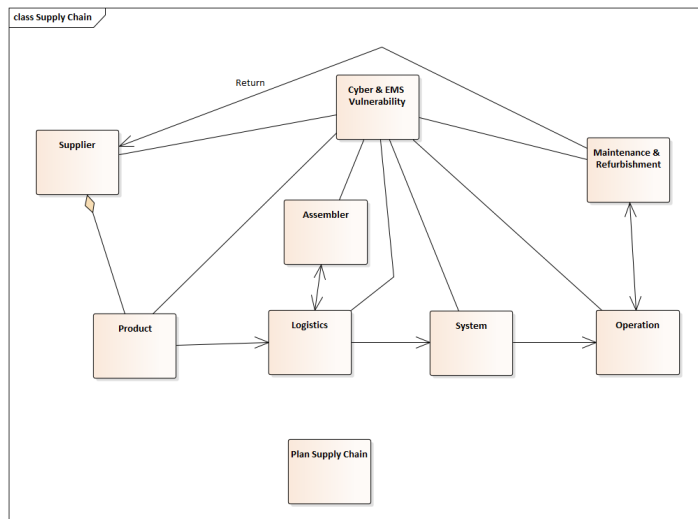 class Supply Chain
Return
Cyber & EMS
Vulnerability
Supplier
Maintenance &
Refurbishment
Assembler
Product
Logistics
System
Operation
Plan Supply Chain